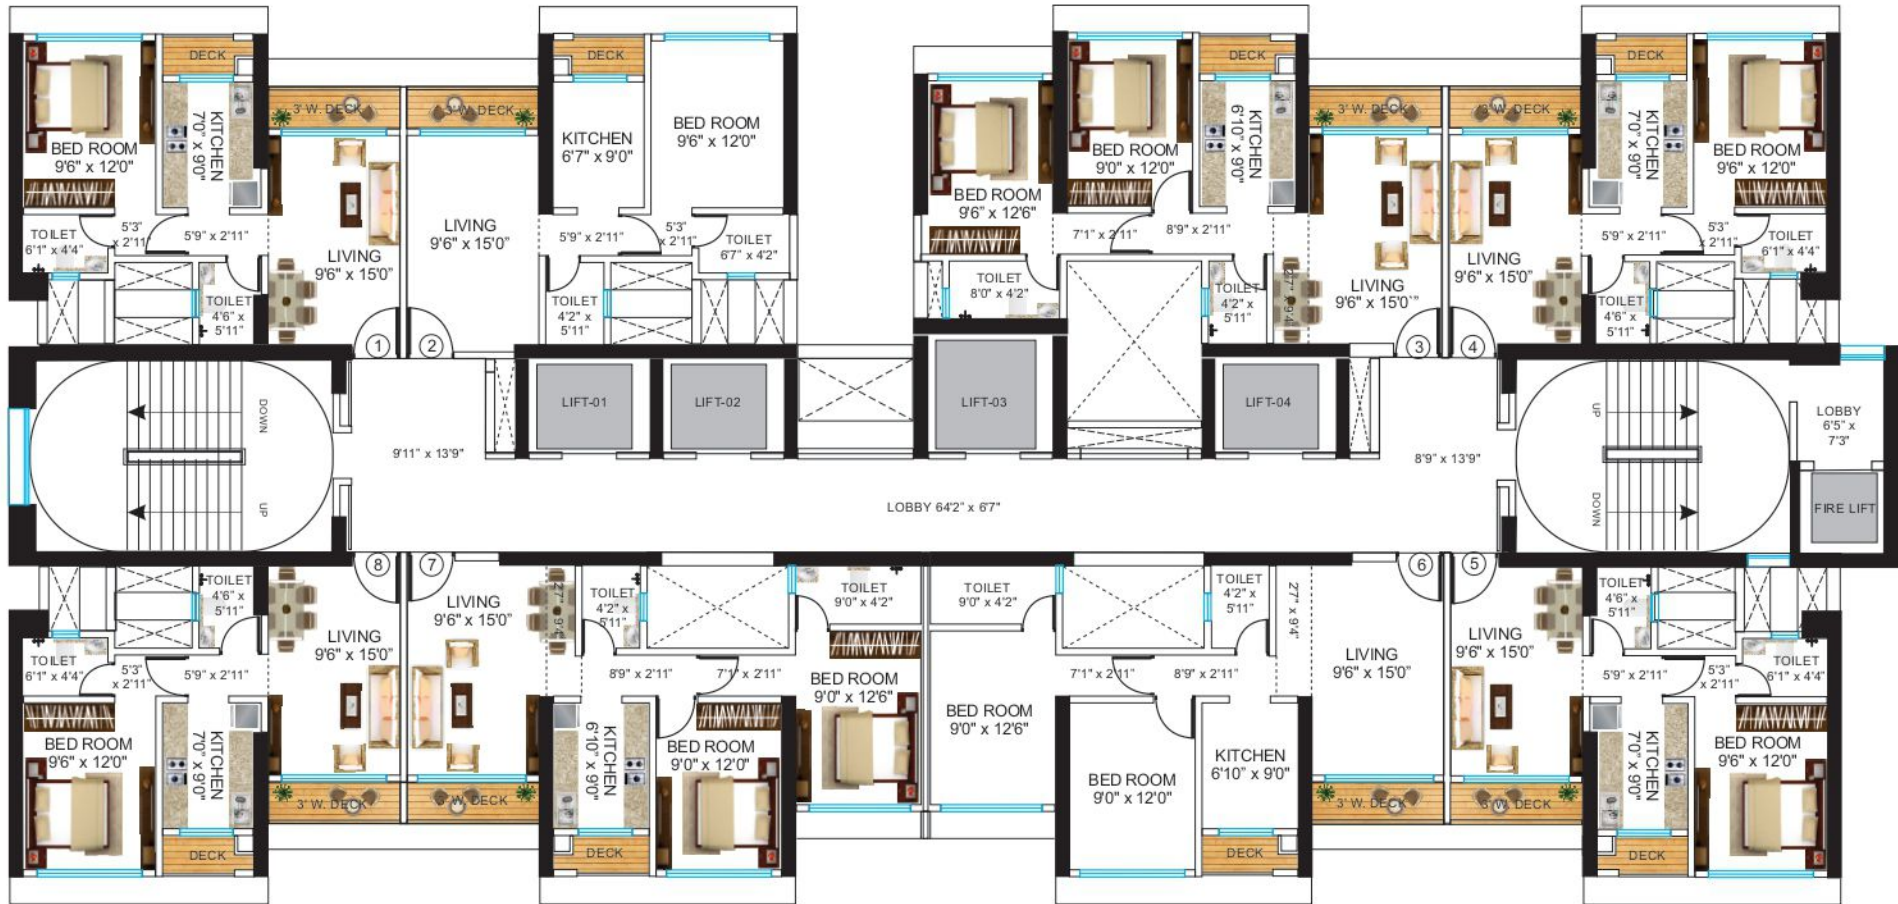 DECK
BED ROOM
9'6" x 12'0"
KITCHEN
7'0" x 9'0"
3' W. DECK
TOILET
6'1" x 4'4"
5'3"
x 2'11"
5'9" x 2'11"
TOILET
4'6" x
5'11"
LIVING
9'6" x 15'0"
1
3' W. DECK
LIVING
9'6" x 15'0"
2
DECK
KITCHEN
6'7" x 9'0"
BED ROOM
9'6" x 12'0"
5'9" x 2'11"
5'3"
x 2'11"
TOILET
6'7" x 4'2"
TOILET
4'2" x
5'11"
BED ROOM
9'6" x 12'6"
TOILET
8'0" x 4'2"
BED ROOM
9'0" x 12'0"
DECK
KITCHEN
6'10" x 9'0"
7'1" x 2'11"
8'9" x 2'11"
TOILET
4'2" x
5'11"
2'7" x 9'4"
3' W. DECK
LIVING
9'6" x 15'0`"
3
3' W. DECK
LIVING
9'6" x 15'0"
4
DECK
KITCHEN
7'0" x 9'0"
BED ROOM
9'6" x 12'0"
5'9" x 2'11"
5'3"
x 2'11"
TOILET
6'1" x 4'4"
TOILET
4'6" x
5'11"
DOWN
UP
9'11" x 13'9"
LIFT-01
LIFT-02
LIFT-03
LIFT-04
LOBBY 64'2" x 6'7"
8'9" x 13'9"
UP
DOWN
LOBBY
6'5" x
7'3"
FIRE LIFT
8
TOILET
4'6" x
5'11"
LIVING
9'6" x 15'0"
TOILET
6'1" x 4'4"
5'3"
x 2'11"
5'9" x 2'11"
BED ROOM
9'6" x 12'0"
KITCHEN
7'0" x 9'0"
3' W. DECK
DECK
7
LIVING
9'6" x 15'0"
2'7" x 9'4"
TOILET
4'2" x
5'11"
TOILET
9'0" x 4'2"
8'9" x 2'11"
7'1" x 2'11"
BED ROOM
9'0" x 12'6"
KITCHEN
6'10" x 9'0"
BED ROOM
9'0" x 12'0"
3' W. DECK
DECK
TOILET
9'0" x 4'2"
TOILET
4'2" x
5'11"
2'7" x 9'4"
6
7'1" x 2'11"
8'9" x 2'11"
LIVING
9'6" x 15'0"
BED ROOM
9'0" x 12'6"
BED ROOM
9'0" x 12'0"
KITCHEN
6'10" x 9'0"
3' W. DECK
DECK
5
LIVING
9'6" x 15'0"
TOILET
4'6" x
5'11"
5'9" x 2'11"
5'3"
x 2'11"
TOILET
6'1" x 4'4"
KITCHEN
7'0" x 9'0"
BED ROOM
9'6" x 12'0"
3' W. DECK
DECK